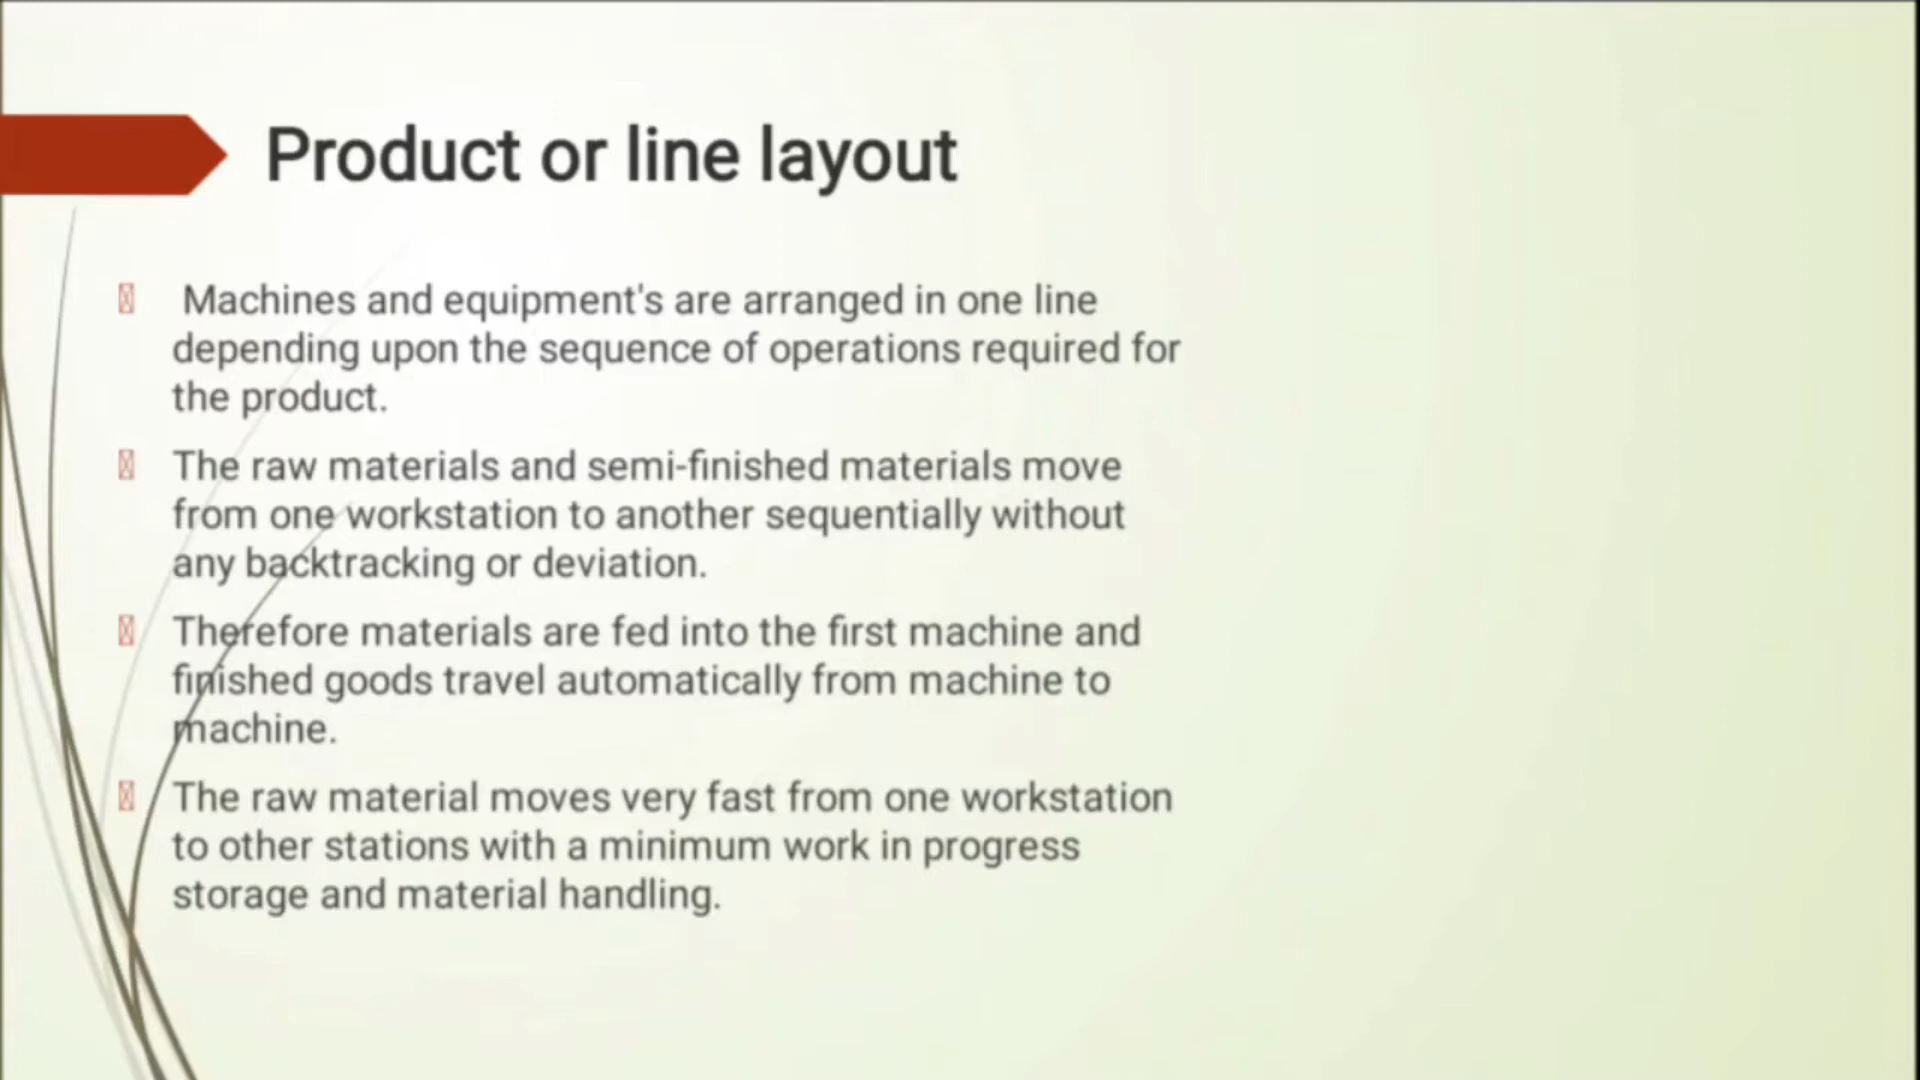 Product or line layout
Machines and equipment's are arranged in one line
depending upon the sequence of operations required for
the product.
The raw materials and semi-finished materials move
from one workstation to another sequentially without
any backtracking or deviation.
Therefore materials are fed into the first machine and
finished goods travel automatically from machine to
machine.
The raw material moves very fast from one workstation
to other stations with a minimum work in progress
storage and material handling.